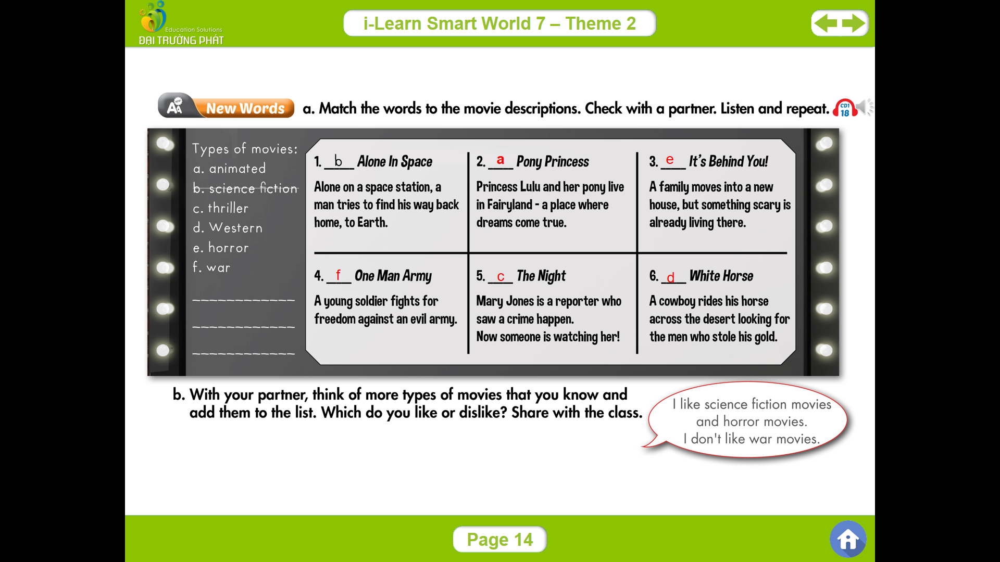 Education Solutions
ĐẠI TRƯỜNG PHÁT
i-Learn Smart World 7 – Theme 2
New Words
a. Match the words to the movie descriptions. Check with a partner. Listen and repeat.
CD1
18
Types of movies:
a. animated
b. science fiction
c. thriller
d. Western
e. horror
f. war
1. b Alone In Space
Alone on a space station, a
man tries to find his way back
home, to Earth.
2. a Pony Princess
Princess Lulu and her pony live
in Fairyland - a place where
dreams come true.
3. e It's Behind You!
A family moves into a new
house, but something scary is
already living there.
4. f One Man Army
A young soldier fights for
freedom against an evil army.
5. c The Night
Mary Jones is a reporter who
saw a crime happen.
Now someone is watching her!
6. d White Horse
A cowboy rides his horse
across the desert looking for
the men who stole his gold.
b. With your partner, think of more types of movies that you know and
add them to the list. Which do you like or dislike? Share with the class.
I like science fiction movies
and horror movies.
I don't like war movies.
Page 14